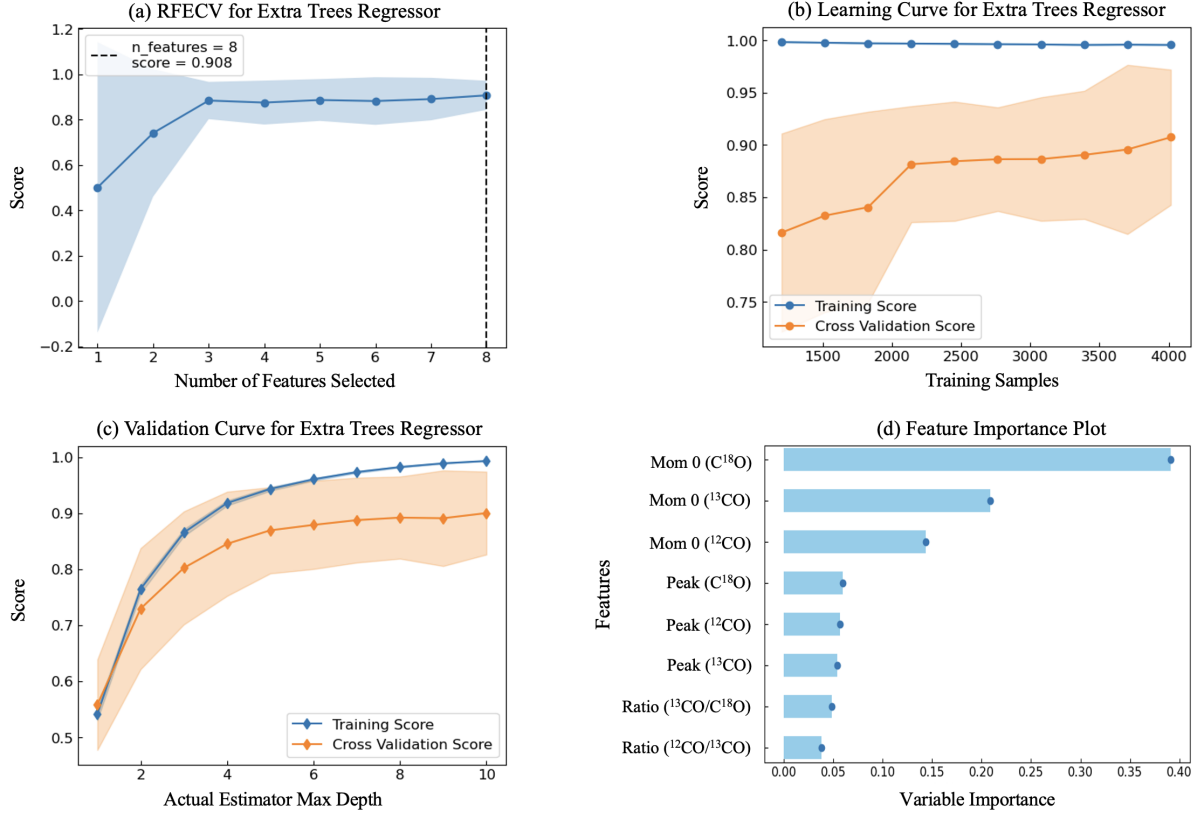 (a) RFECV for Extra Trees Regressor
1.2
1.0
0.8
0.6
0.4
0.2
0.0
−0.2
Score
n_features = 8
score = 0.908
1 2 3 4 5 6 7 8
Number of Features Selected
(b) Learning Curve for Extra Trees Regressor
1.00
0.95
0.90
0.85
0.80
0.75
Score
Training Score
Cross Validation Score
1500 2000 2500 3000 3500 4000
Training Samples
(c) Validation Curve for Extra Trees Regressor
1.0
0.9
0.8
0.7
0.6
0.5
Score
Training Score
Cross Validation Score
2 4 6 8 10
Actual Estimator Max Depth
(d) Feature Importance Plot
Features
Mom 0 (C¹⁸O)
Mom 0 (¹³CO)
Mom 0 (¹²CO)
Peak (C¹⁸O)
Peak (¹²CO)
Peak (¹³CO)
Ratio (¹³CO/C¹⁸O)
Ratio (¹²CO/¹³CO)
0.00 0.05 0.10 0.15 0.20 0.25 0.30 0.35 0.40
Variable Importance